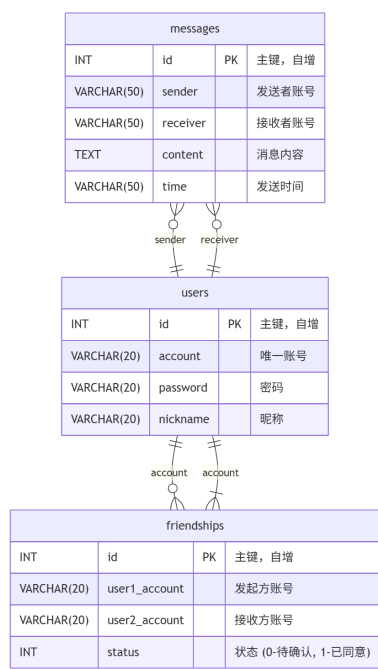 messages
INT id PK 主键，自增
VARCHAR(50) sender 发送者账号
VARCHAR(50) receiver 接收者账号
TEXT content 消息内容
VARCHAR(50) time 发送时间
sender receiver
users
INT id PK 主键，自增
VARCHAR(20) account 唯一账号
VARCHAR(20) password 密码
VARCHAR(20) nickname 昵称
account account
friendships
INT id PK 主键，自增
VARCHAR(20) user1_account 发起方账号
VARCHAR(20) user2_account 接收方账号
INT status 状态 (0-待确认, 1-已同意)